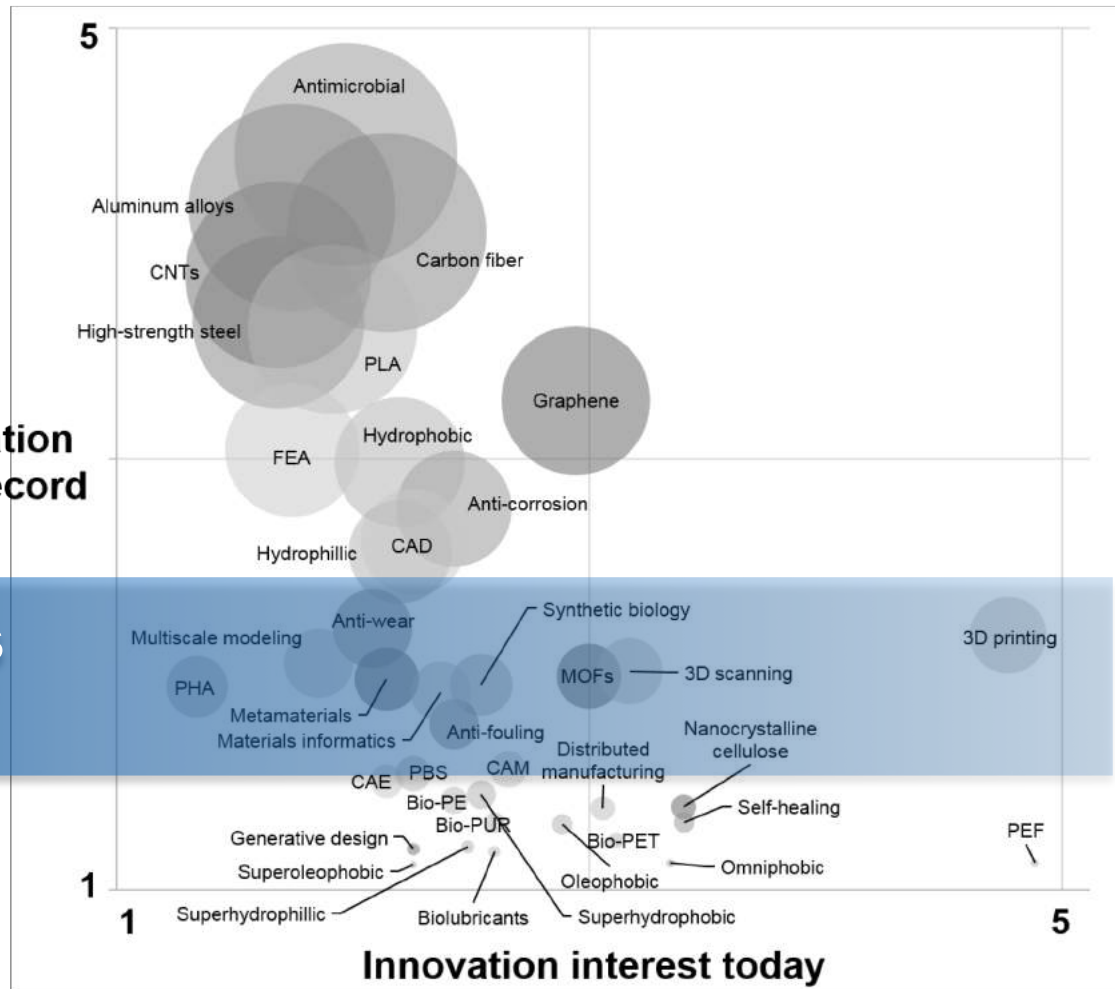 5
Antimicrobial
Aluminum alloys
Carbon fiber
CNTs
High-strength steel
PLA
Graphene
Hydrophobic
FEA
Anti-corrosion
Hydrophillic
CAD
Synthetic biology
Anti-wear
Multiscale modeling
3D printing
MOFs
3D scanning
PHA
Metamaterials
Materials informatics
Anti-fouling
Nanocrystalline
cellulose
Distributed
manufacturing
CAE
PBS
CAM
Bio-PE
Self-healing
Bio-PUR
Generative design
Bio-PET
PEF
Superoleophobic
Omniphobic
Oleophobic
1
Superhydrophillic
Biolubricants
Superhydrophobic
1
5
Innovation interest today